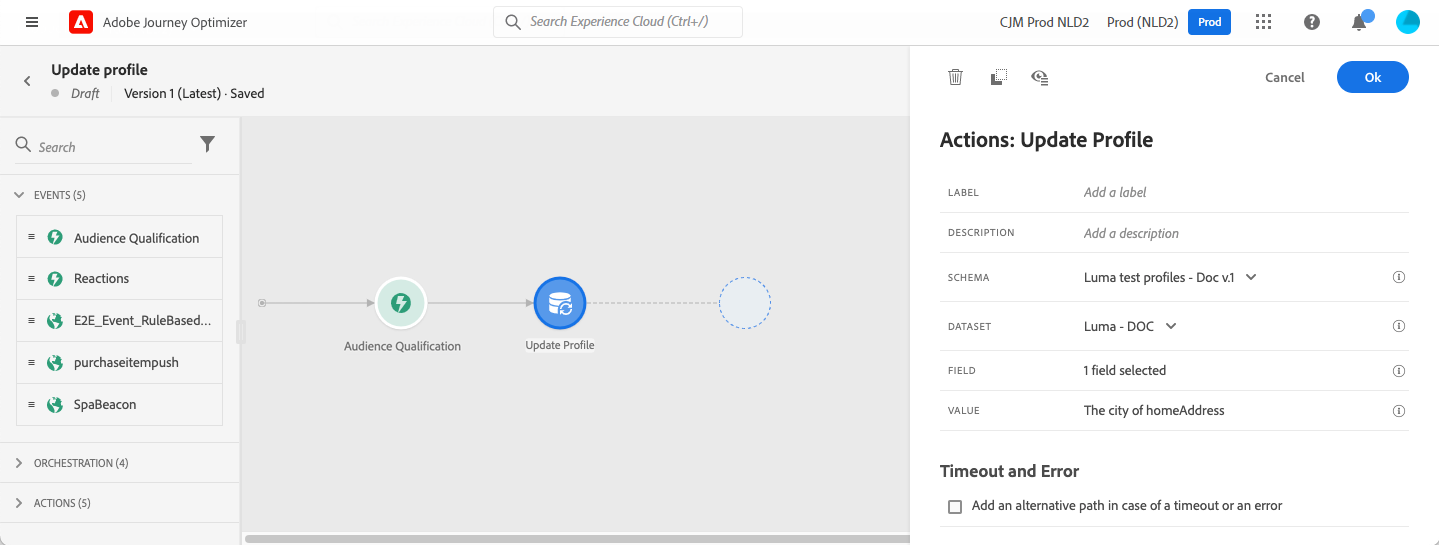 Adobe Journey Optimizer
Search Experience Cloud (Ctrl+/)
CJM Prod NLD2
Prod (NLD2)
Prod
Update profile
Draft
Version 1 (Latest) · Saved
Cancel
Ok
Search
EVENTS (5)
Audience Qualification
Reactions
E2E_Event_RuleBased...
purchaseitempush
SpaBeacon
ORCHESTRATION (4)
ACTIONS (5)
Audience Qualification
Update Profile
Actions: Update Profile
LABEL
Add a label
DESCRIPTION
Add a description
SCHEMA
Luma test profiles - Doc v.1
DATASET
Luma - DOC
FIELD
1 field selected
VALUE
The city of homeAddress
Timeout and Error
Add an alternative path in case of a timeout or an error